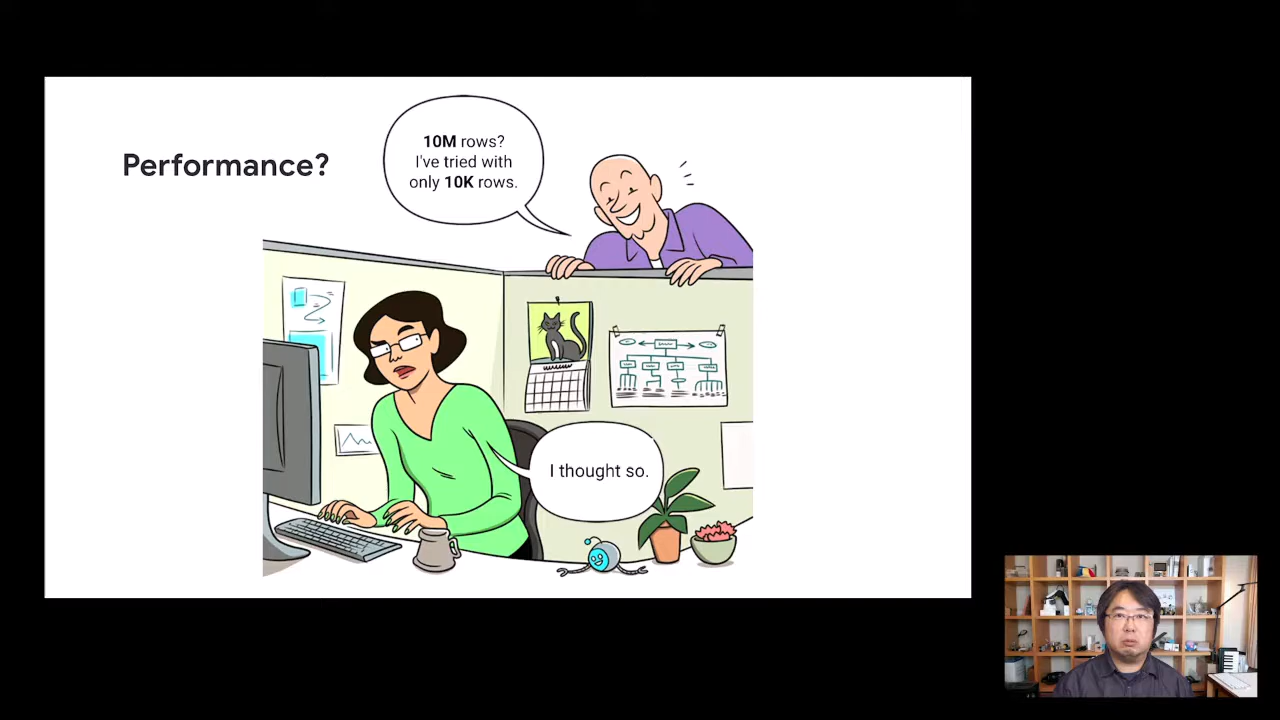 Performance?
10M rows?
I've tried with
only 10K rows.
I thought so.